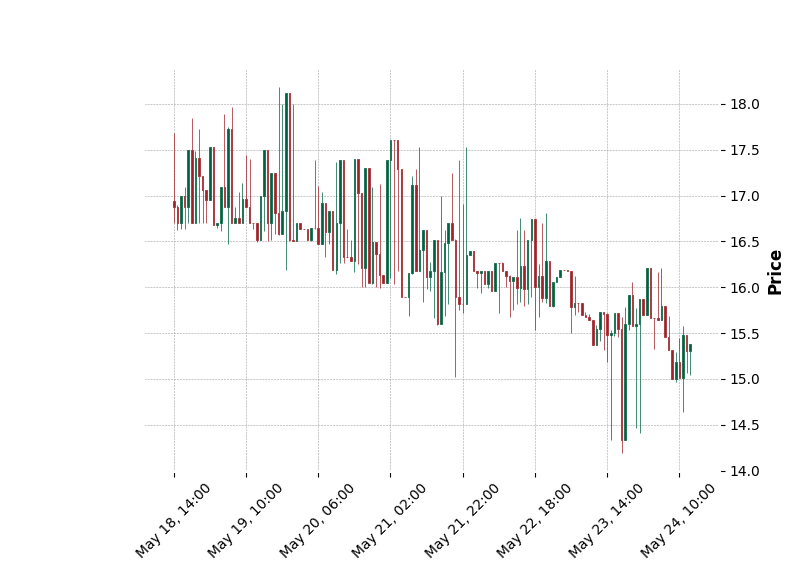 18.0
17.5
17.0
16.5
16.0
15.5
15.0
14.5
14.0
Price
May 18, 14:00
May 19, 10:00
May 20, 06:00
May 21, 02:00
May 21, 22:00
May 22, 18:00
May 23, 14:00
May 24, 10:00